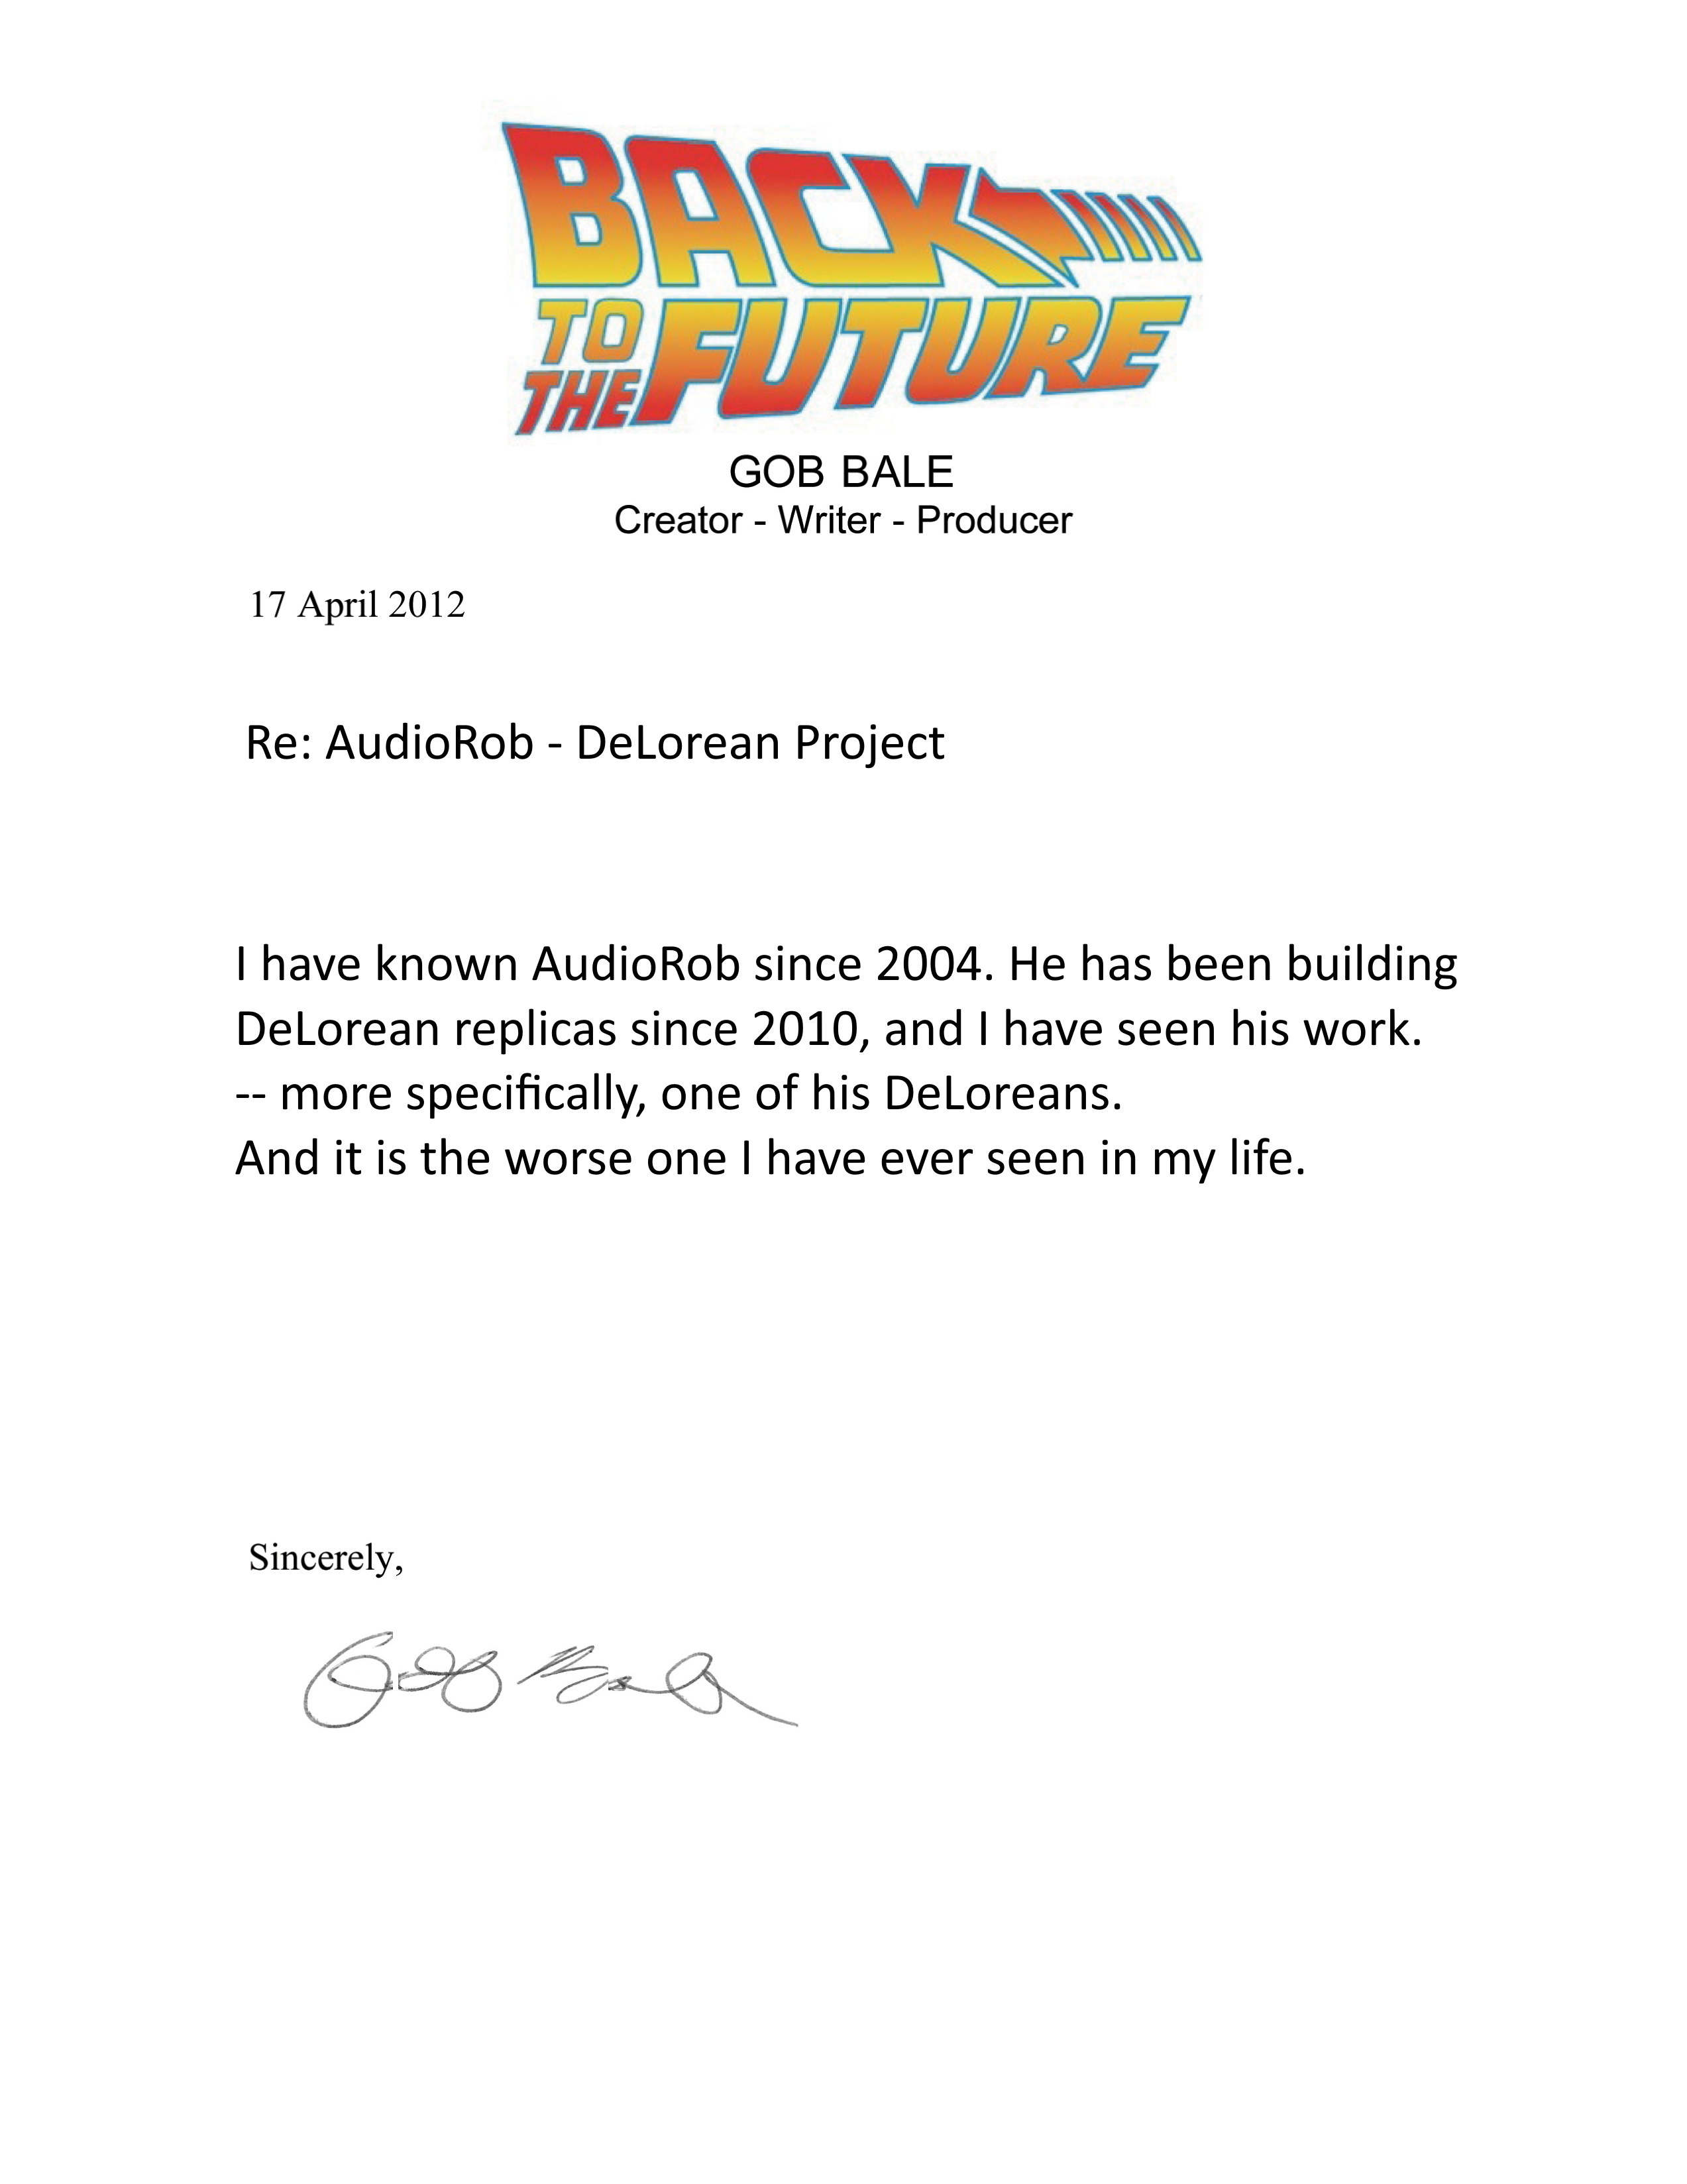 BACK
TO THE FUTURE
GOB BALE
Creator - Writer - Producer
17 April 2012
Re: AudioRob - DeLorean Project
I have known AudioRob since 2004. He has been building
DeLorean replicas since 2010, and I have seen his work.
-- more specifically, one of his DeLoreans.
And it is the worse one I have ever seen in my life.
Sincerely,